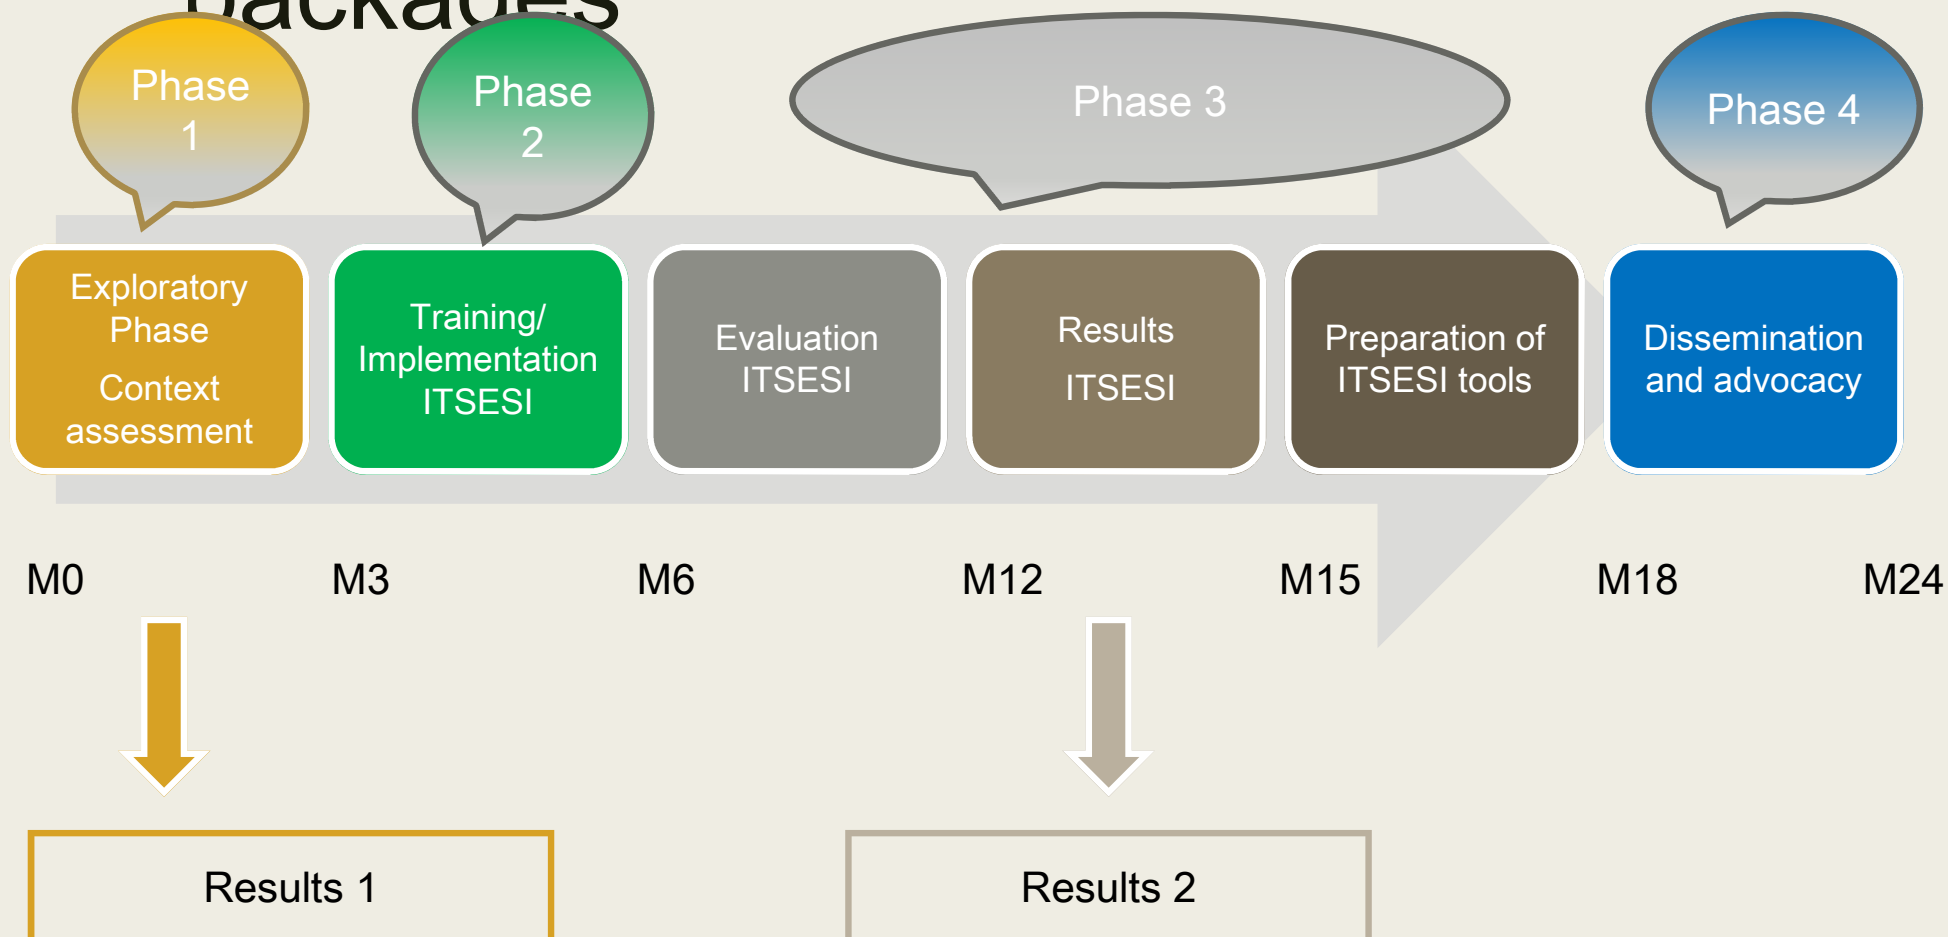 packages
Phase
1
Phase
2
Phase 3
Phase 4
Exploratory
Phase
Context
assessment
Training/
Implementation
ITSESI
Evaluation
ITSESI
Results
ITSESI
Preparation of
ITSESI tools
Dissemination
and advocacy
M0
M3
M6
M12
M15
M18
M24
Results 1
Results 2